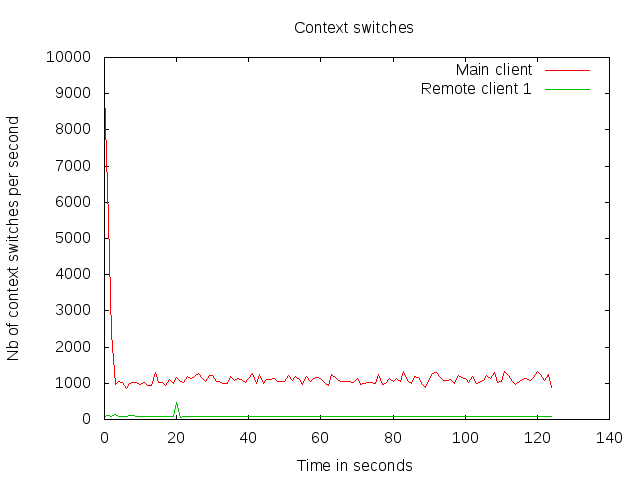 Context switches
Main client
Remote client 1
Nb of context switches per second
10000
9000
8000
7000
6000
5000
4000
3000
2000
1000
0
0 20 40 60 80 100 120 140
Time in seconds